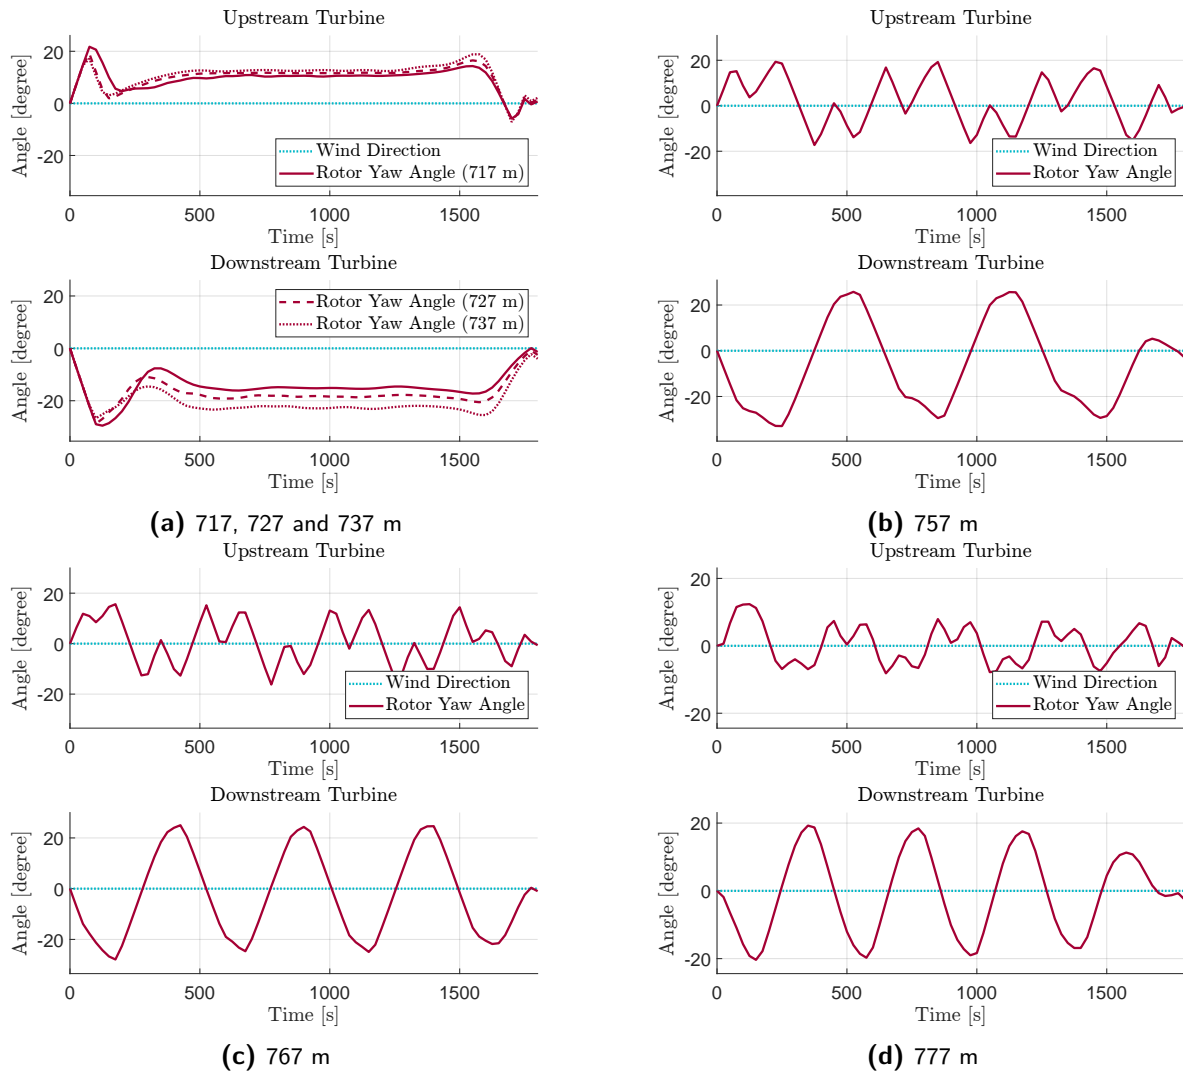 Upstream Turbine
Angle [degree]
20
0
-20
Wind Direction
Rotor Yaw Angle (717 m)
0
500
1000
1500
Time [s]
Downstream Turbine
Angle [degree]
20
0
-20
Rotor Yaw Angle (727 m)
Rotor Yaw Angle (737 m)
0
500
1000
1500
Time [s]
(a) 717, 727 and 737 m
Upstream Turbine
Angle [degree]
20
0
-20
Wind Direction
Rotor Yaw Angle
0
500
1000
1500
Time [s]
Downstream Turbine
Angle [degree]
20
0
-20
0
500
1000
1500
Time [s]
(b) 757 m
Upstream Turbine
Angle [degree]
20
0
-20
Wind Direction
Rotor Yaw Angle
0
500
1000
1500
Time [s]
Downstream Turbine
Angle [degree]
20
0
-20
0
500
1000
1500
Time [s]
(c) 767 m
Upstream Turbine
Angle [degree]
20
0
-20
Wind Direction
Rotor Yaw Angle
0
500
1000
1500
Time [s]
Downstream Turbine
Angle [degree]
20
0
-20
0
500
1000
1500
Time [s]
(d) 777 m